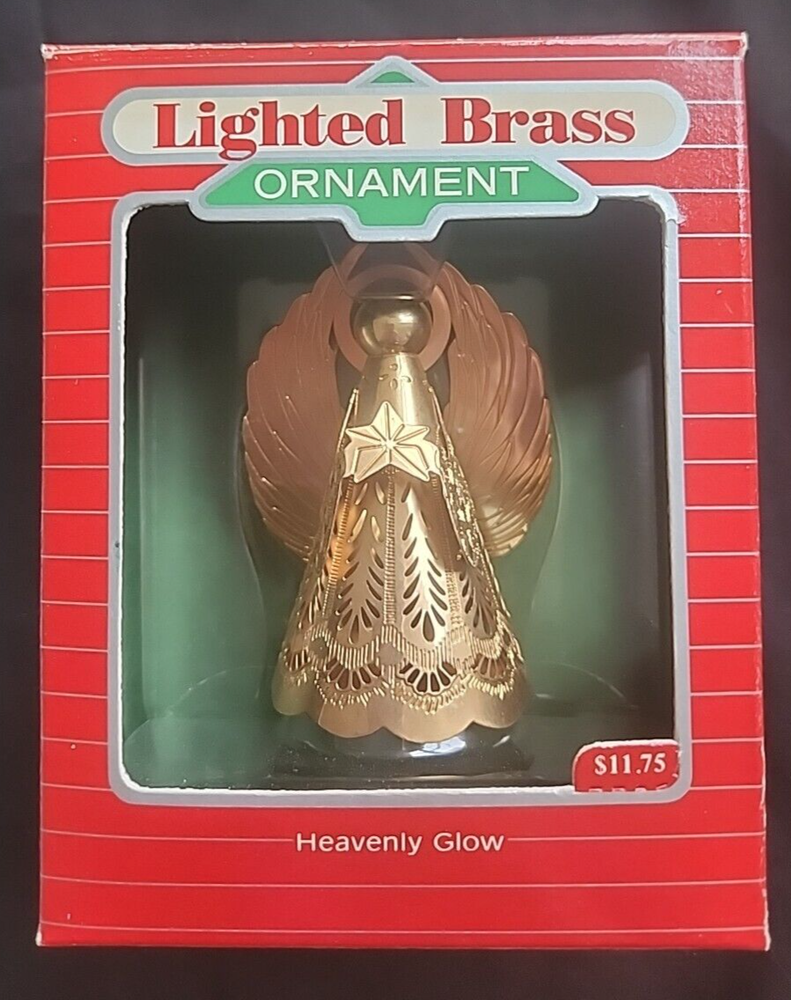 Lighted Brass
ORNAMENT
$11.75
Heavenly Glow